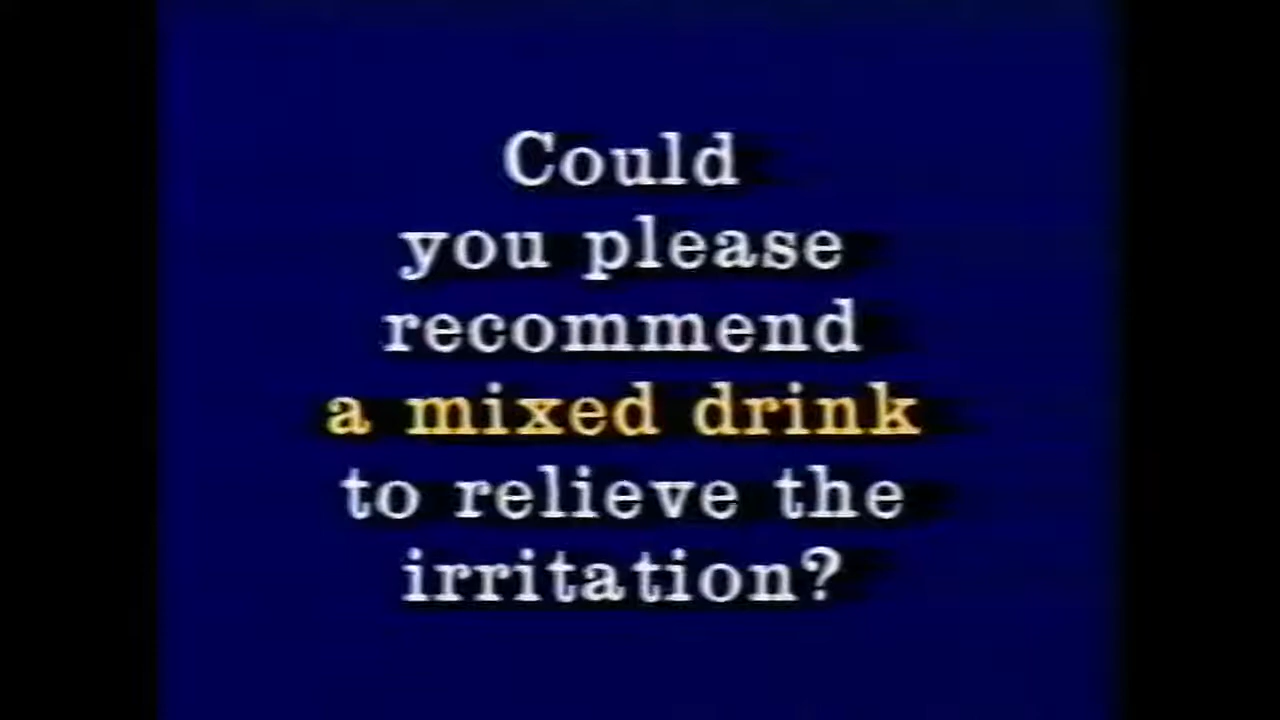 Could
you please
recommend
a mixed drink
to relieve the
irritation?